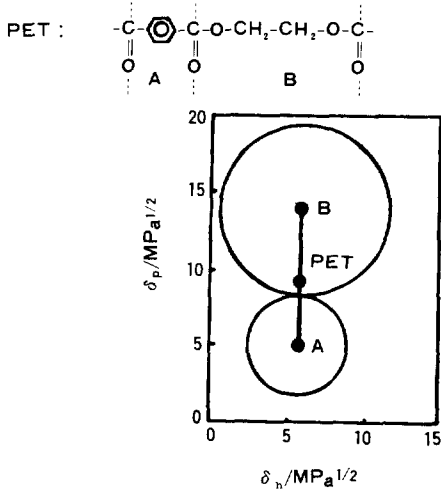 PET : -C-⌬-C-O-CH₂-CH₂-O-C-
O O O
A B
20
15
10
5
0
δp/MPa1/2
B
PET
A
0 5 10 15
δh/MPa1/2